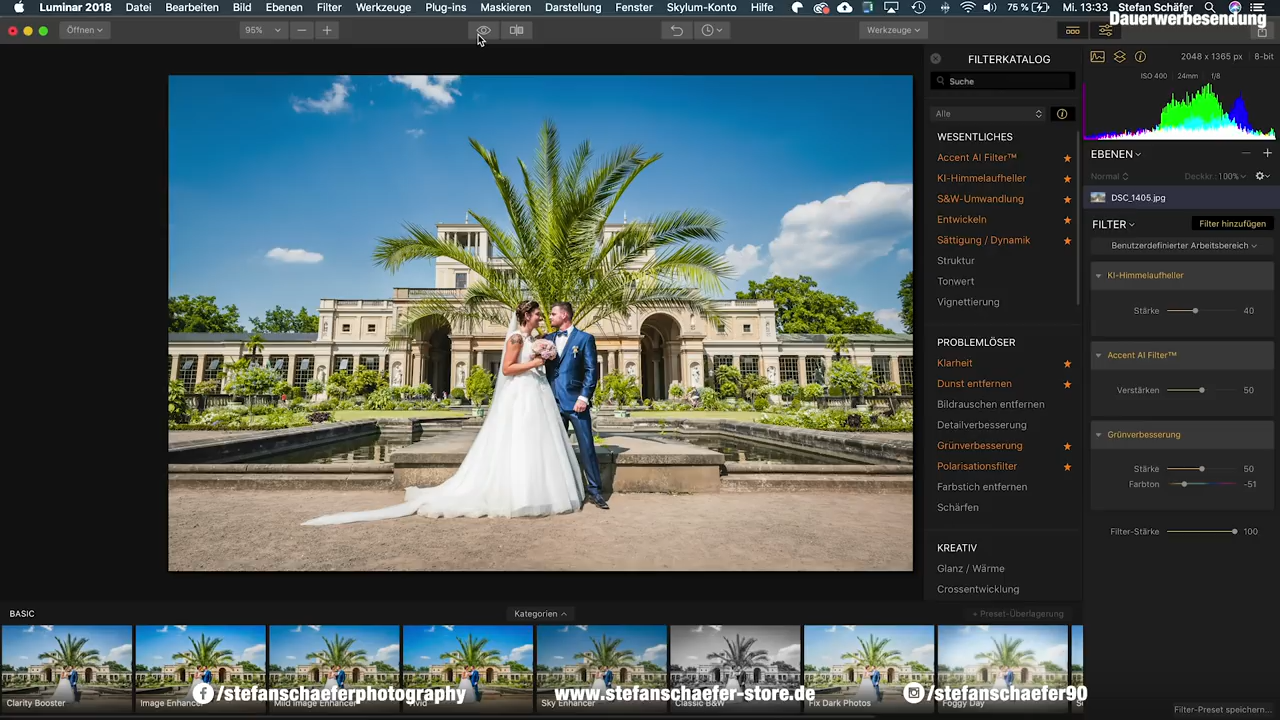 Luminar 2018 Datei Bearbeiten Bild Ebenen Filter Werkzeuge Plug-ins Maskieren Darstellung Fenster Skylum-Konto Hilfe 75 % Mi. 13:33 Stefan Schäfer
Dauerwerbesendung
Öffnen 95% Werkzeuge
FILTERKATALOG
Suche
Alle
WESENTLICHES
Accent AI Filter™
KI-Himmelaufheller
S&W-Umwandlung
Entwickeln
Sättigung / Dynamik
Struktur
Tonwert
Vignettierung
PROBLEMLÖSER
Klarheit
Dunst entfernen
Bildrauschen entfernen
Detailverbesserung
Grünverbesserung
Polarisationsfilter
Farbstich entfernen
Schärfen
KREATIV
Glanz / Wärme
Crossentwicklung
2048 x 1365 px 8-bit
ISO 400 24mm f/8
EBENEN
Normal Deckkr.: 100%
DSC_1405.jpg
FILTER Filter hinzufügen
Benutzerdefinierter Arbeitsbereich
KI-Himmelaufheller
Stärke 40
Accent AI Filter™
Verstärken 50
Grünverbesserung
Stärke 50
Farbton -51
Filter-Stärke 100
BASIC Kategorien + Preset-Überlagerung
Clarity Booster Image Enhancer Mild Image Enhancer Vivid Sky Enhancer Classic B&W Fix Dark Photos Foggy Day
/stefanschaeferphotography www.stefanschaefer-store.de /stefanschaefer90
Filter-Preset speichern...